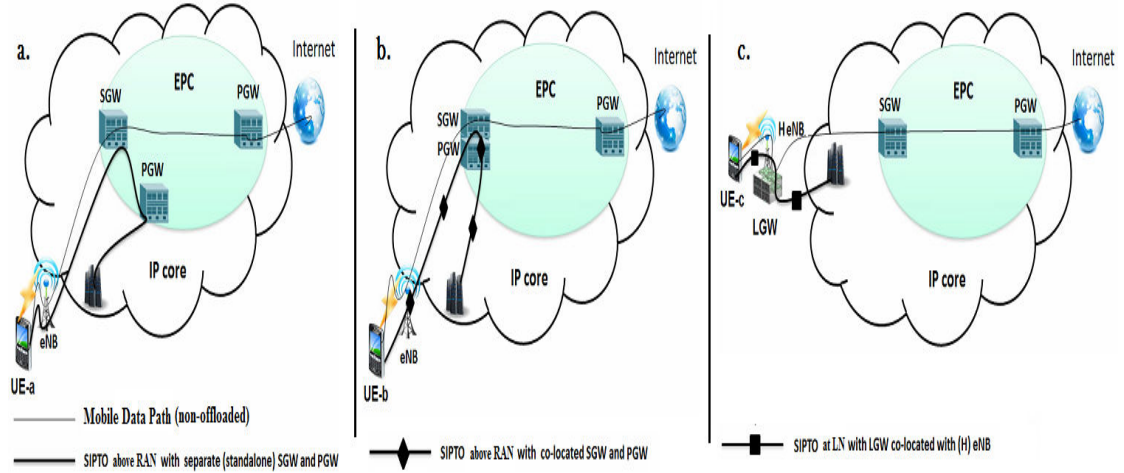 a.
Internet
EPC
SGW
PGW
PGW
IP core
eNB
UE-a
Mobile Data Path (non-offloaded)
SIPTO above RAN with separate (standalone) SGW and PGW
b.
Internet
EPC
SGW
PGW
PGW
IP core
eNB
UE-b
SIPTO above RAN with co-located SGW and PGW
c.
Internet
EPC
SGW
PGW
H eNB
UE-c
LGW
IP core
SIPTO at LN with LGW co-located with (H) eNB